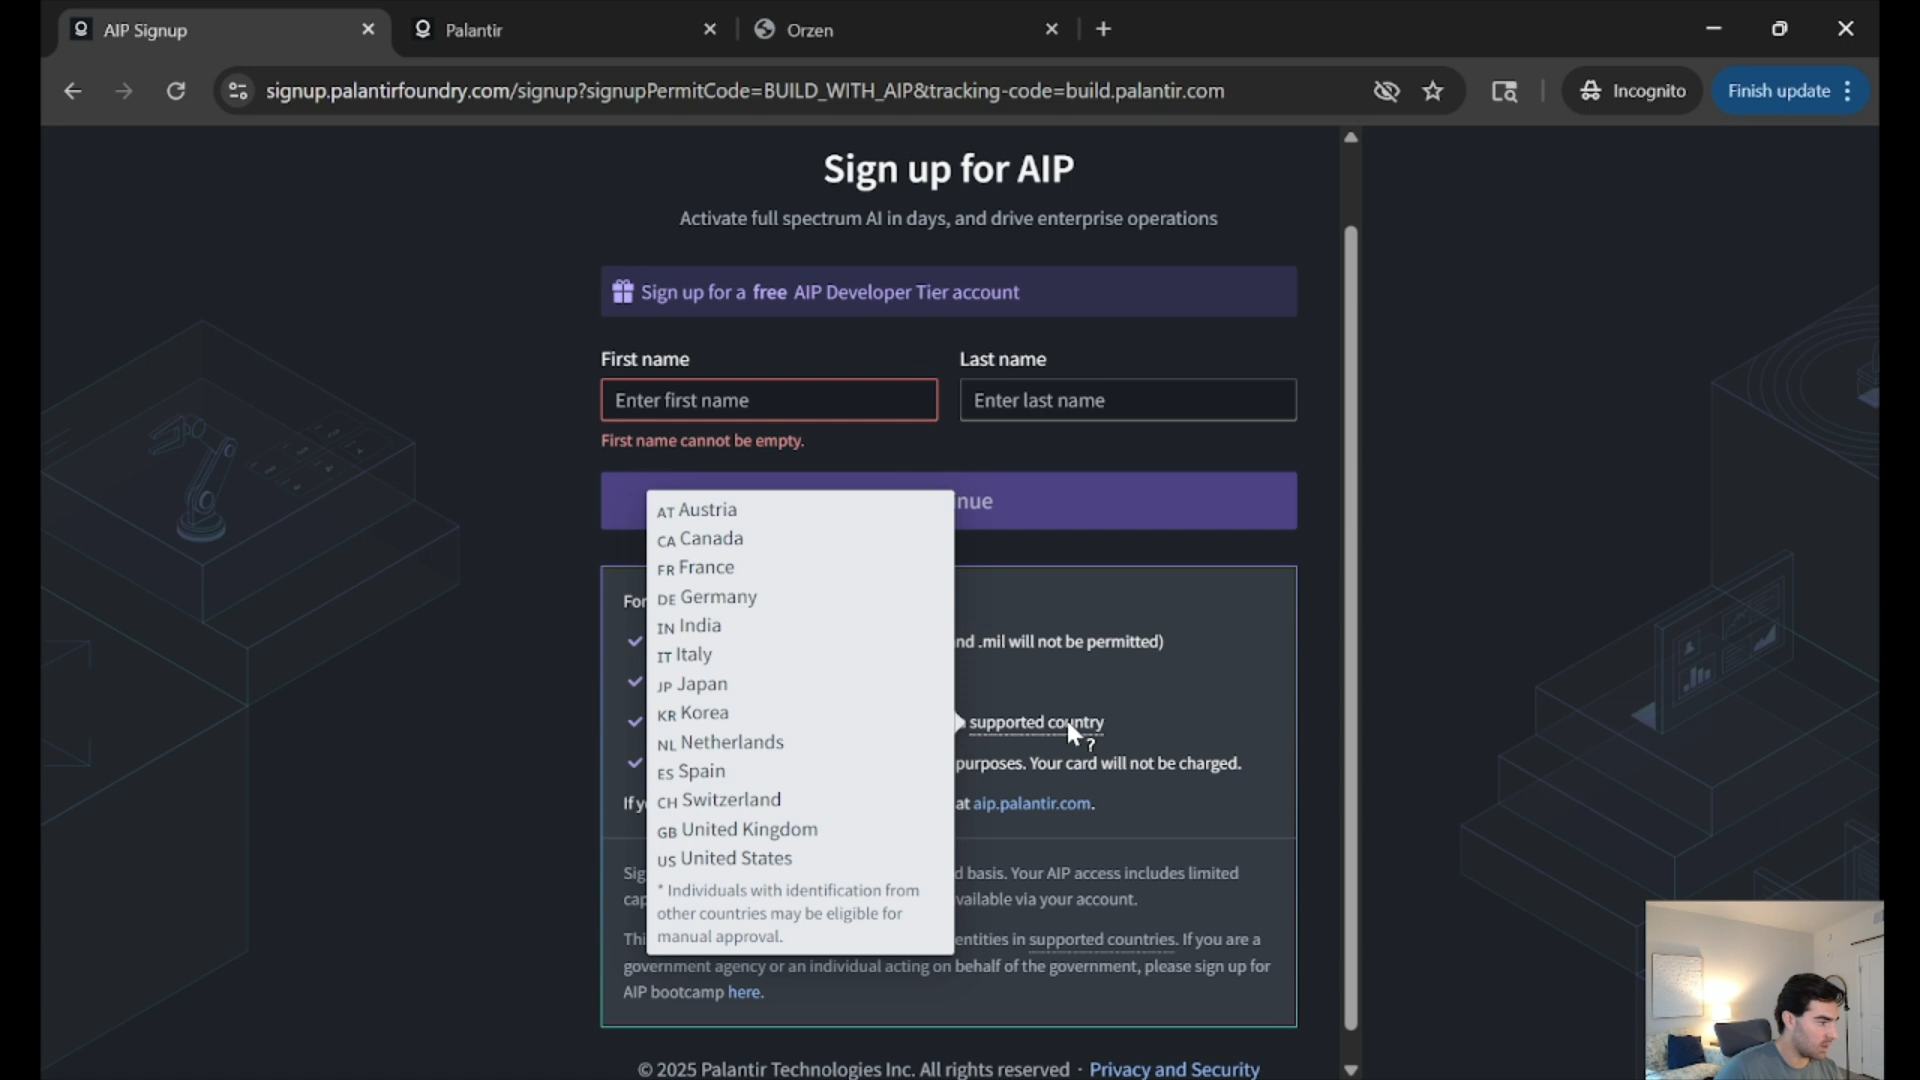 AIP Signup
Palantir
Orzen
signup.palantirfoundry.com/signup?signupPermitCode=BUILD_WITH_AIP&tracking-code=build.palantir.com
Incognito
Finish update
Sign up for AIP
Activate full spectrum AI in days, and drive enterprise operations
Sign up for a free AIP Developer Tier account
First name
Last name
Enter first name
Enter last name
First name cannot be empty.
nue
AT Austria
CA Canada
FR France
DE Germany
IN India
IT Italy
JP Japan
KR Korea
NL Netherlands
ES Spain
CH Switzerland
GB United Kingdom
US United States
* Individuals with identification from
other countries may be eligible for
manual approval.
For
nd .mil will not be permitted)
supported country
purposes. Your card will not be charged.
If y at aip.palantir.com.
Sig d basis. Your AIP access includes limited
cap vailable via your account.
Thi entities in supported countries. If you are a
government agency or an individual acting on behalf of the government, please sign up for
AIP bootcamp here.
© 2025 Palantir Technologies Inc. All rights reserved · Privacy and Security